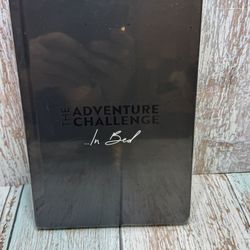 THE ADVENTURE
CHALLENGE
...In Bed